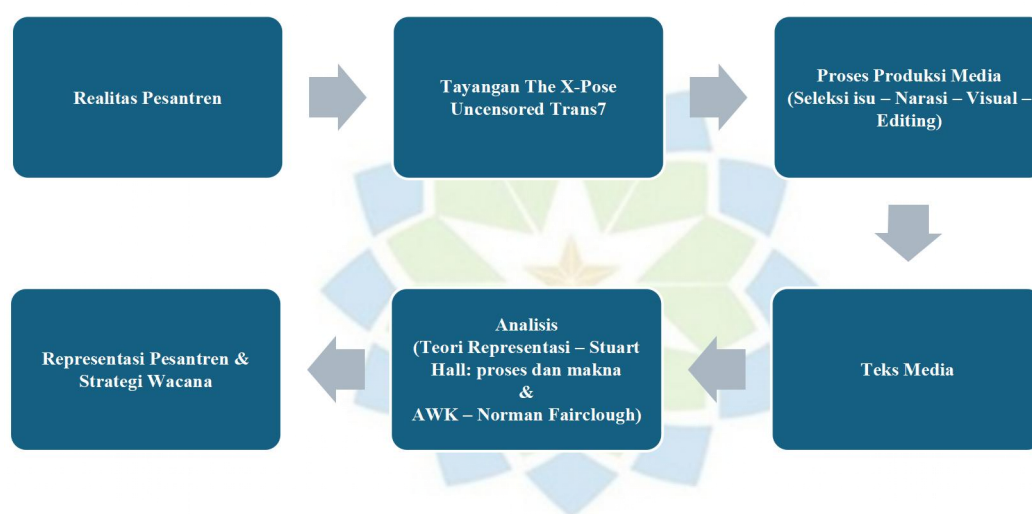 Realitas Pesantren
Tayangan The X-Pose
Uncensored Trans7
Proses Produksi Media
(Seleksi isu – Narasi – Visual –
Editing)
Teks Media
Analisis
(Teori Representasi – Stuart
Hall: proses dan makna
&
AWK – Norman Fairclough)
Representasi Pesantren &
Strategi Wacana